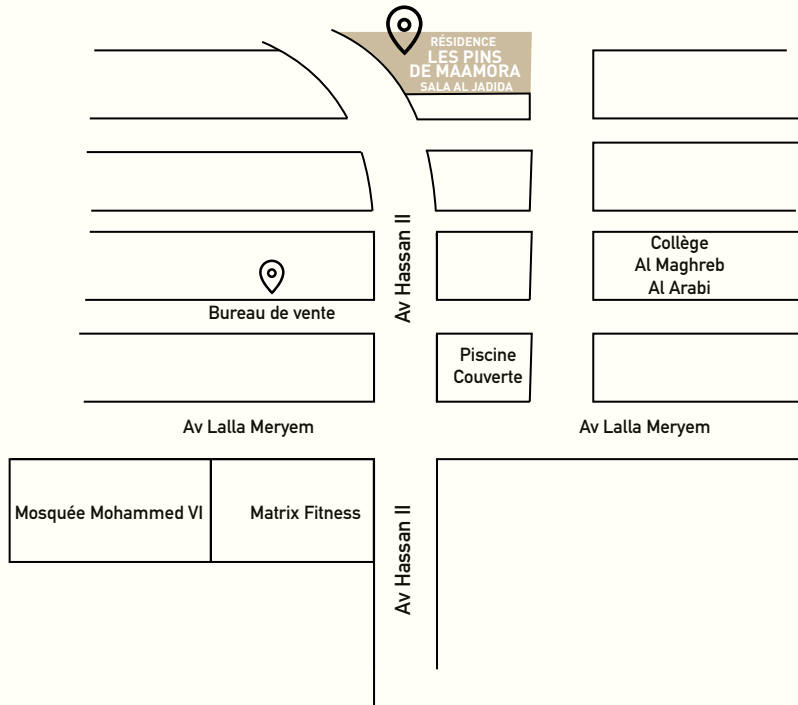 RÉSIDENCE
LES PINS
DE MAÂMORA
SALA AL JADIDA
Av Hassan II
Collège
Al Maghreb
Al Arabi
Bureau de vente
Piscine
Couverte
Av Lalla Meryem
Av Lalla Meryem
Mosquée Mohammed VI
Matrix Fitness
Av Hassan II